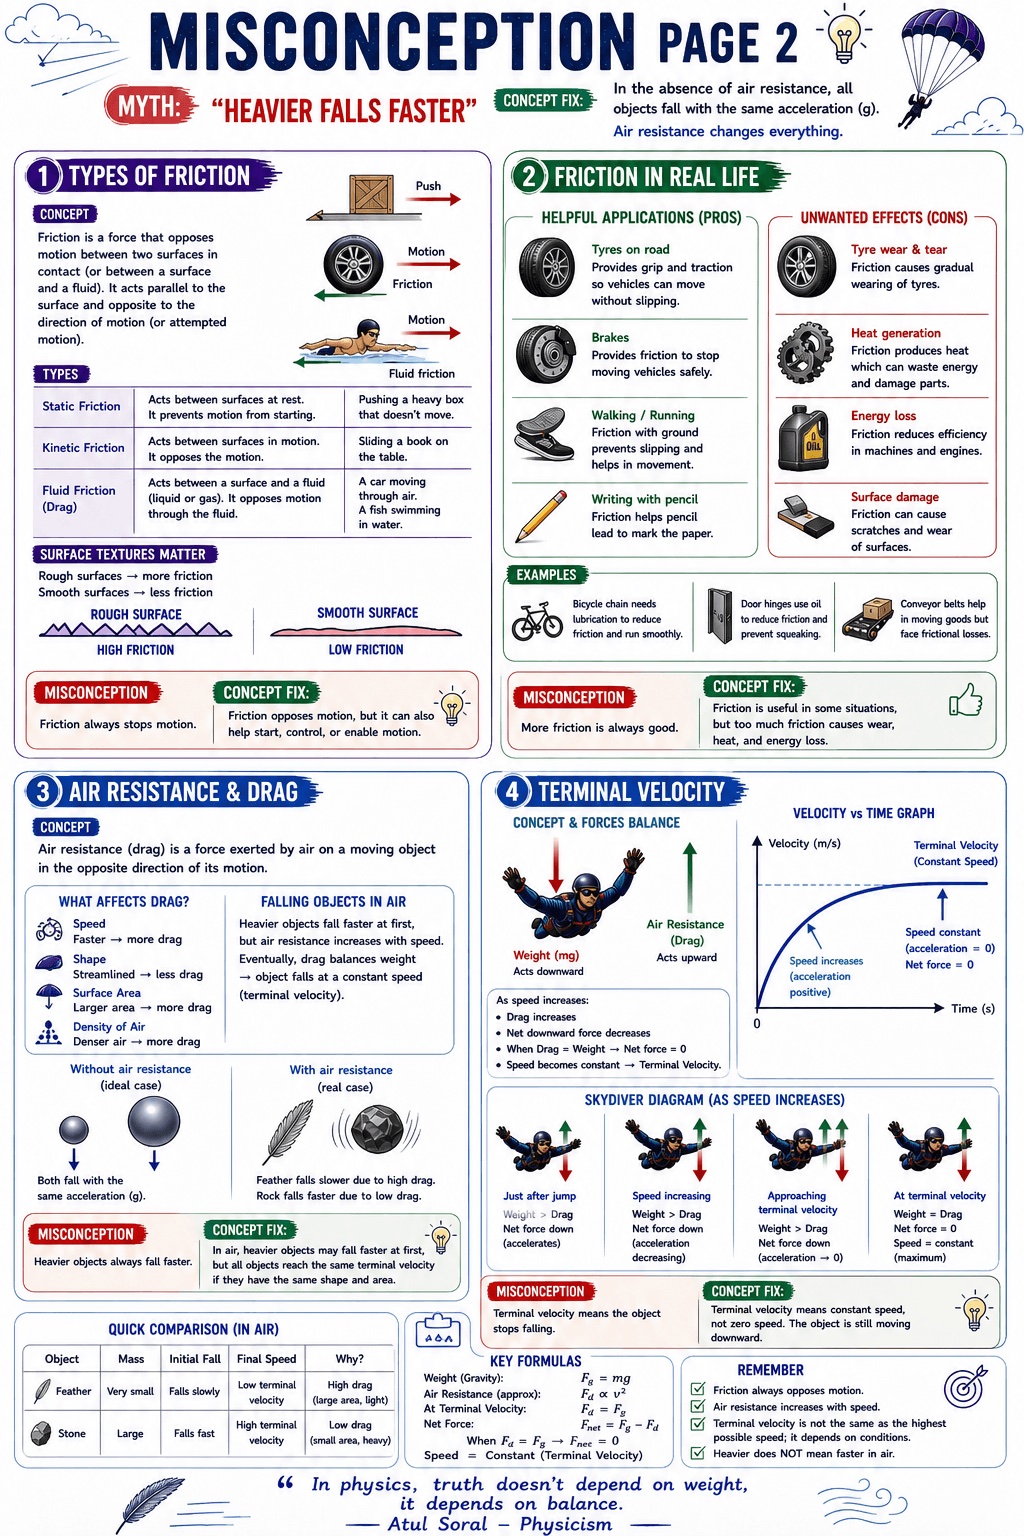 MISCONCEPTION PAGE 2
MYTH: "HEAVIER FALLS FASTER"
CONCEPT FIX:
In the absence of air resistance, all
objects fall with the same acceleration (g).
Air resistance changes everything.
1 TYPES OF FRICTION
CONCEPT
Friction is a force that opposes
motion between two surfaces in
contact (or between a surface
and a fluid). It acts parallel to the
surface and opposite to the
direction of motion (or attempted
motion).
Push
Motion
Friction
Motion
Fluid friction
TYPES
Static Friction
Acts between surfaces at rest.
It prevents motion from starting.
Pushing a heavy box
that doesn't move.
Kinetic Friction
Acts between surfaces in motion.
It opposes the motion.
Sliding a book on
the table.
Fluid Friction
(Drag)
Acts between a surface and a fluid
(liquid or gas). It opposes motion
through the fluid.
A car moving
through air.
A fish swimming
in water.
SURFACE TEXTURES MATTER
Rough surfaces → more friction
Smooth surfaces → less friction
ROUGH SURFACE
HIGH FRICTION
SMOOTH SURFACE
LOW FRICTION
MISCONCEPTION
Friction always stops motion.
CONCEPT FIX:
Friction opposes motion, but it can also
help start, control, or enable motion.
2 FRICTION IN REAL LIFE
HELPFUL APPLICATIONS (PROS)
Tyres on road
Provides grip and traction
so vehicles can move
without slipping.
Brakes
Provides friction to stop
moving vehicles safely.
Walking / Running
Friction with ground
prevents slipping and
helps in movement.
Writing with pencil
Friction helps pencil
lead to mark the paper.
UNWANTED EFFECTS (CONS)
Tyre wear & tear
Friction causes gradual
wearing of tyres.
Heat generation
Friction produces heat
which can waste energy
and damage parts.
OIL
Energy loss
Friction reduces efficiency
in machines and engines.
Surface damage
Friction can cause
scratches and wear
of surfaces.
EXAMPLES
Bicycle chain needs
lubrication to reduce
friction and run smoothly.
Door hinges use oil
to reduce friction and
prevent squeaking.
Conveyor belts help
in moving goods but
face frictional losses.
MISCONCEPTION
More friction is always good.
CONCEPT FIX:
Friction is useful in some situations,
but too much friction causes wear,
heat, and energy loss.
3 AIR RESISTANCE & DRAG
CONCEPT
Air resistance (drag) is a force exerted by air on a moving object
in the opposite direction of its motion.
WHAT AFFECTS DRAG?
Speed
Faster → more drag
Shape
Streamlined → less drag
Surface Area
Larger area → more drag
Density of Air
Denser air → more drag
FALLING OBJECTS IN AIR
Heavier objects fall faster at first,
but air resistance increases with speed.
Eventually, drag balances weight
→ object falls at a constant speed
(terminal velocity).
Without air resistance
(ideal case)
Both fall with the
same acceleration (g).
With air resistance
(real case)
Feather falls slower due to high drag.
Rock falls faster due to low drag.
MISCONCEPTION
Heavier objects always fall faster.
CONCEPT FIX:
In air, heavier objects may fall faster at first,
but all objects reach the same terminal velocity
if they have the same shape and area.
4 TERMINAL VELOCITY
CONCEPT & FORCES BALANCE
Weight (mg)
Acts downward
Air Resistance
(Drag)
Acts upward
As speed increases:
• Drag increases
• Net downward force decreases
• When Drag = Weight → Net force = 0
• Speed becomes constant → Terminal Velocity.
VELOCITY vs TIME GRAPH
Velocity (m/s)
Terminal Velocity
(Constant Speed)
Speed constant
(acceleration = 0)
Net force = 0
Speed increases
(acceleration
positive)
0
Time (s)
SKYDIVER DIAGRAM (AS SPEED INCREASES)
Just after jump
Weight > Drag
Net force down
(accelerates)
Speed increasing
Weight > Drag
Net force down
(acceleration
decreasing)
Approaching
terminal velocity
Weight > Drag
Net force down
(acceleration → 0)
At terminal velocity
Weight = Drag
Net force = 0
Speed = constant
(maximum)
MISCONCEPTION
Terminal velocity means the object
stops falling.
CONCEPT FIX:
Terminal velocity means constant speed,
not zero speed. The object is still moving
downward.
QUICK COMPARISON (IN AIR)
Object Mass Initial Fall Final Speed Why?
Feather
Very small
Falls slowly
Low terminal
velocity
High drag
(large area, light)
Stone
Large
Falls fast
High terminal
velocity
Low drag
(small area, heavy)
KEY FORMULAS
Weight (Gravity): F_g = mg
Air Resistance (approx): F_d ∝ v²
At Terminal Velocity: F_d = F_g
Net Force: F_net = F_g − F_d
When F_d = F_g → F_nec = 0
Speed = Constant (Terminal Velocity)
REMEMBER
Friction always opposes motion.
Air resistance increases with speed.
Terminal velocity is not the same as the highest
possible speed; it depends on conditions.
Heavier does NOT mean faster in air.
“ In physics, truth doesn't depend on weight,
it depends on balance.
— Atul Soral – Physicism —